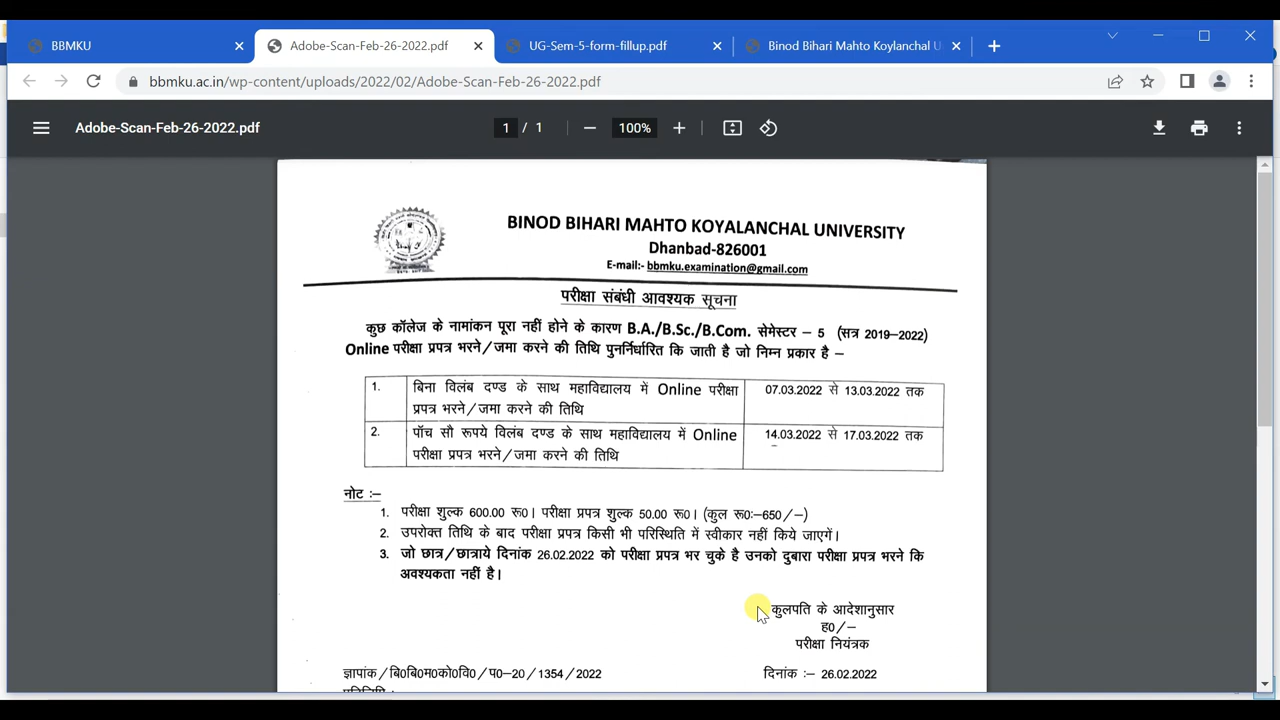 BBMKU
Adobe-Scan-Feb-26-2022.pdf
UG-Sem-5-form-fillup.pdf
Binod Bihari Mahto Koylanchal U
bbmku.ac.in/wp-content/uploads/2022/02/Adobe-Scan-Feb-26-2022.pdf
Adobe-Scan-Feb-26-2022.pdf
1 / 1
100%
BINOD BIHARI MAHTO KOYALANCHAL UNIVERSITY
Dhanbad-826001
E-mail:- bbmku.examination@gmail.com
परीक्षा संबंधी आवश्यक सूचना
कुछ कॉलेज के नामांकन पूरा नहीं होने के कारण B.A./B.Sc./B.Com. सेमेस्टर – 5 (सत्र 2019–2022)
Online परीक्षा प्रपत्र भरने/जमा करने की तिथि पुनर्निर्धारित कि जाती है जो निम्न प्रकार है –
1. बिना विलंब दण्ड के साथ महाविद्यालय में Online परीक्षा 07.03.2022 से 13.03.2022 तक
प्रपत्र भरने/जमा करने की तिथि
2. पॉच सौ रूपये विलंब दण्ड के साथ महाविद्यालय में Online 14.03.2022 से 17.03.2022 तक
परीक्षा प्रपत्र भरने/जमा करने की तिथि
नोट :–
1. परीक्षा शुल्क 600.00 रू0। परीक्षा प्रपत्र शुल्क 50.00 रू0। (कुल रू0:–650/–)
2. उपरोक्त तिथि के बाद परीक्षा प्रपत्र किसी भी परिस्थिति में स्वीकार नहीं किये जाएगें।
3. जो छात्र/छात्राये दिनांक 26.02.2022 को परीक्षा प्रपत्र भर चुके है उनको दुबारा परीक्षा प्रपत्र भरने कि
अवश्यकता नहीं है।
कुलपति के आदेशानुसार
ह0/–
परीक्षा नियंत्रक
ज्ञापांक/बि0बि0म0को0वि0/प0–20/1354/2022 दिनांक :– 26.02.2022